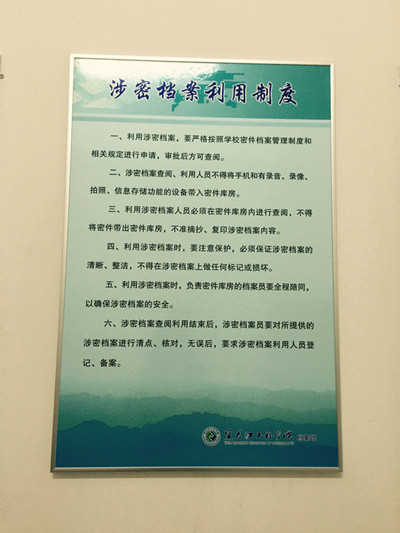 涉密档案利用制度
一、利用涉密档案，要严格按照学校密件档案管理制度和
相关规定进行申请，审批后方可查阅。
二、涉密档案查阅、利用人员不得将手机和有录音、录像、
拍照、信息存储功能的设备带入密件库房。
三、利用涉密档案人员必须在密件库房内进行查阅，不得
将密件带出密件库房，不准摘抄、复印涉密档案内容。
四、利用涉密档案时，要注意保护，必须保证涉密档案的
清晰、整洁，不得在涉密档案上做任何标记或损坏。
五、利用涉密档案时，负责密件库房的档案员要全程陪同，
以确保涉密档案的安全。
六、涉密档案查阅利用结束后，涉密档案员要对所提供的
涉密档案进行清点、核对，无误后，要求涉密档案利用人员登
记、备案。
档案馆